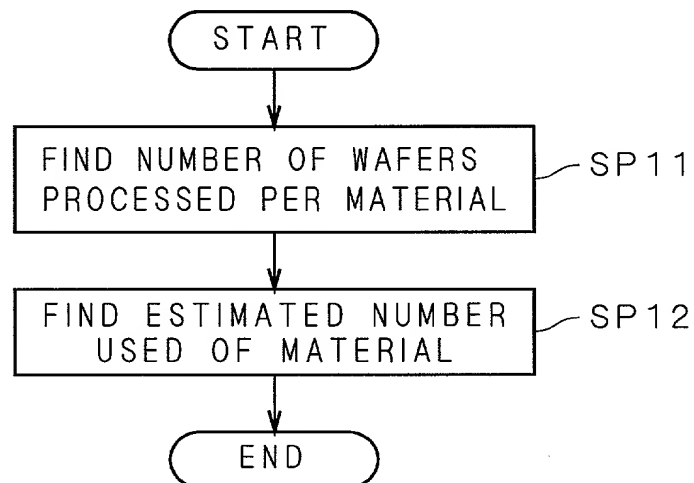 START
FIND NUMBER OF WAFERS
PROCESSED PER MATERIAL
SP11
FIND ESTIMATED NUMBER
USED OF MATERIAL
SP12
END